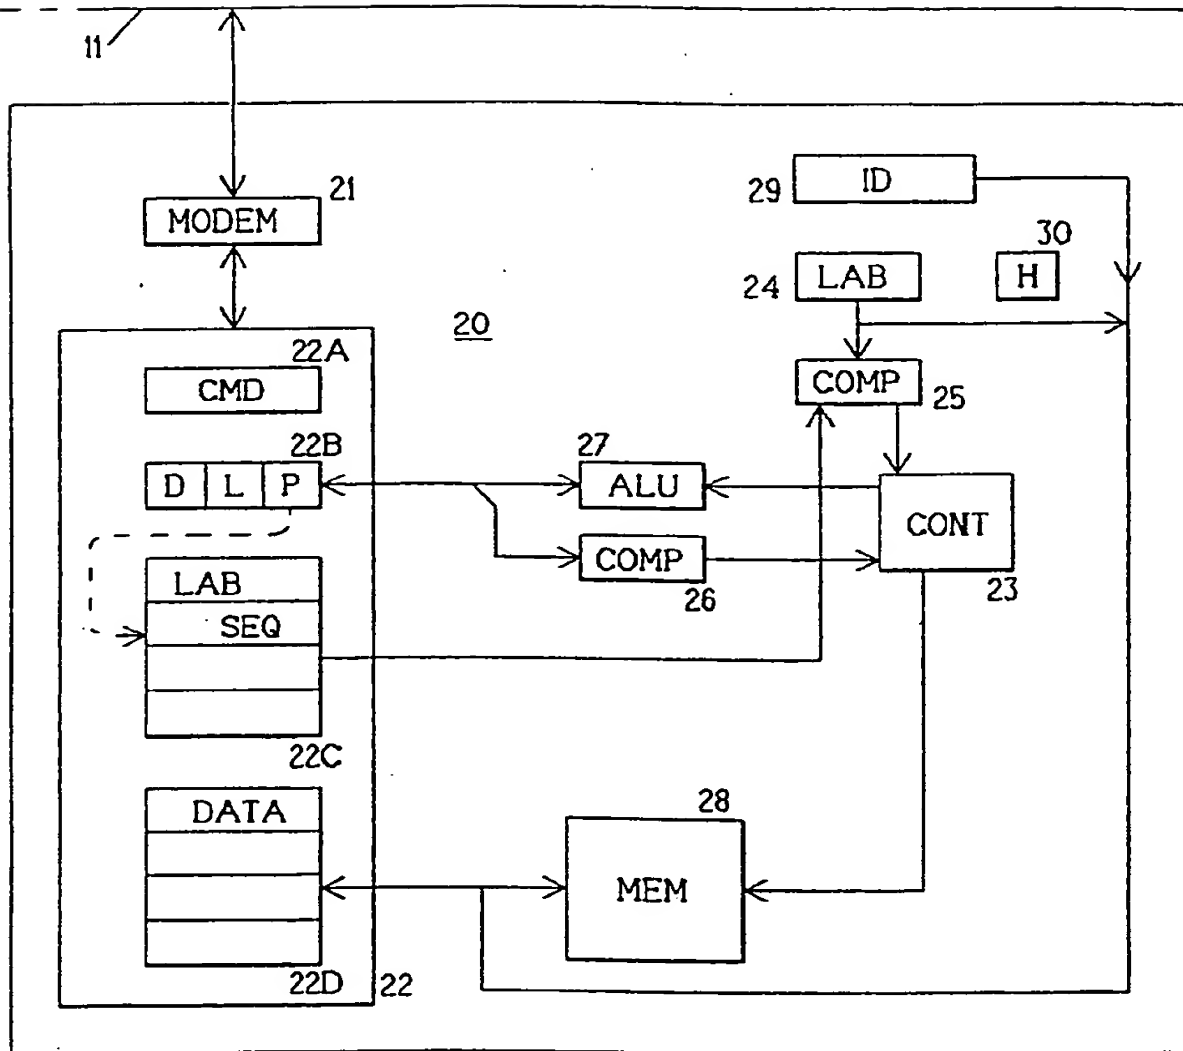 11
21
MODEM
29
ID
30
24
LAB
H
20
22A
CMD
COMP
25
22B
D L P
27
ALU
CONT
LAB
COMP
26
23
SEQ
22C
DATA
28
MEM
22D
22